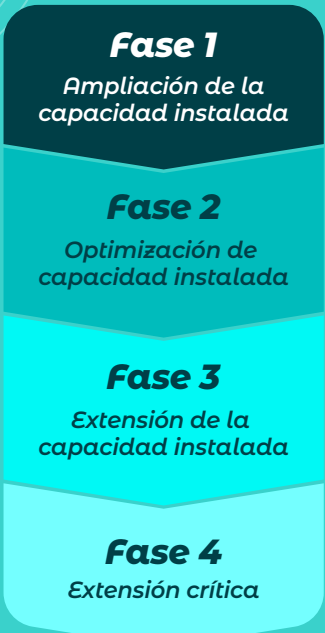 Fase 1
Ampliación de la
capacidad instalada
Fase 2
Optimización de
capacidad instalada
Fase 3
Extensión de la
capacidad instalada
Fase 4
Extensión crítica